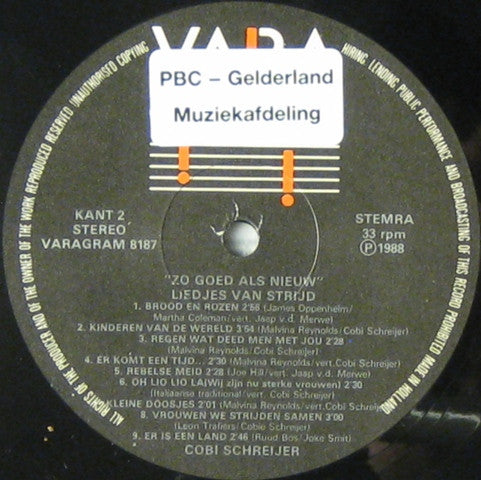 VARA
PBC – Gelderland
Muziekafdeling
ALL RIGHTS OF THE PRODUCER AND OF THE OWNER OF THE WORK REPRODUCED RESERVED UNAUTHORISED COPYING HIRING, LENDING, PUBLIC PERFORMANCE AND BROADCASTING OF THIS RECORD PROHIBITED MADE IN HOLLAND
KANT 2
STEREO
VARAGRAM 8187
STEMRA
33 rpm
Ⓟ1988
"ZO GOED ALS NIEUW"
LIEDJES VAN STRIJD
1. BROOD EN ROZEN 2'56 (James Oppenheim/
Martha Coleman/vert. Jaap v.d. Merwe)
2. KINDEREN VAN DE WERELD 3'54 (Malvina Reynolds/Cobi Schreijer)
3. REGEN WAT DEED MEN MET JOU 2'28
(Malvina Reynolds/Cobi Schreijer)
4. ER KOMT EEN TIJD... 2'30 (Malvina Reynolds/vert. Cobi Schreijer)
5. REBELSE MEID 2'28 (Joe Hill/vert. Jaap v.d. Merwe)
6. OH LIO LIO LA(Wij zijn nu sterke vrouwen) 2'30
(Italiaanse traditional/vert. Cobi Schreijer)
KLEINE DOOSJES 2'01 (Malvina Reynolds/vert. Cobi Schreijer)
8. VROUWEN WE STRIJDEN SAMEN 3'00
(Leon Trafiers/Cobie Schreijer)
9. ER IS EEN LAND 2'46 (Ruud Bos/Joke Smit)
COBI SCHREIJER